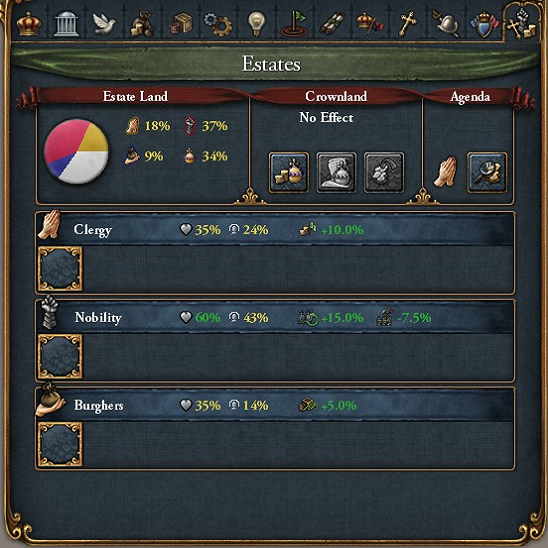 Estates
Estate Land Crownland Agenda
18% 37% No Effect
9% 34%
Clergy 35% 24% +10.0%
Nobility 60% 43% +15.0% -7.5%
Burghers 35% 14% +5.0%